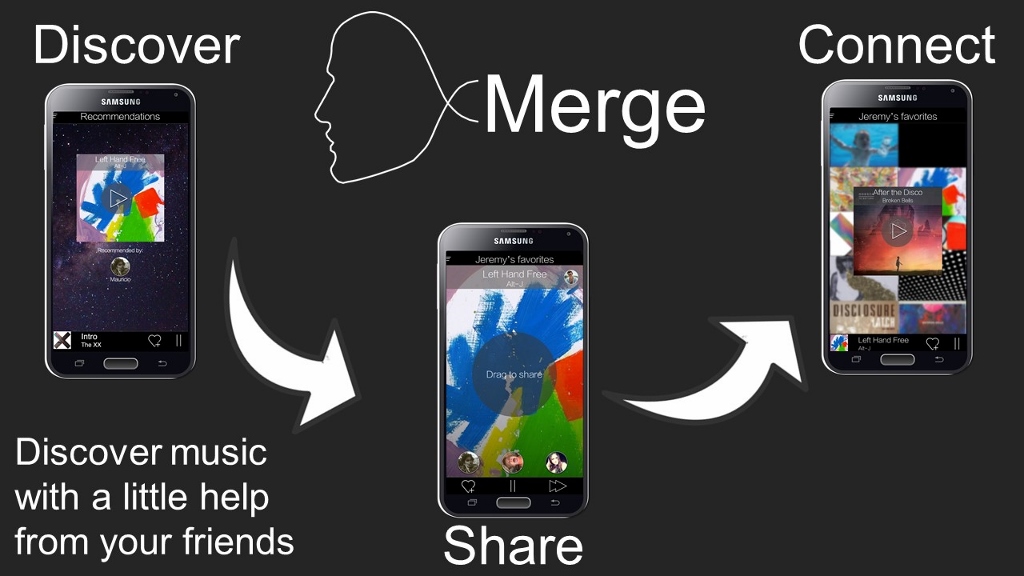 Discover
SAMSUNG
Recommendations
Left Hand Free
Alt-J
Recommended by:
Mauricio
Intro
The XX
Merge
Connect
SAMSUNG
Jeremy"s favorites
After the Disco
Broken Bells
DISCLOSURE
LATCH
Left Hand Free
Alt-J
SAMSUNG
Jeremy"s favorites
Left Hand Free
Alt-J
Drag to share
Share
Discover music
with a little help
from your friends